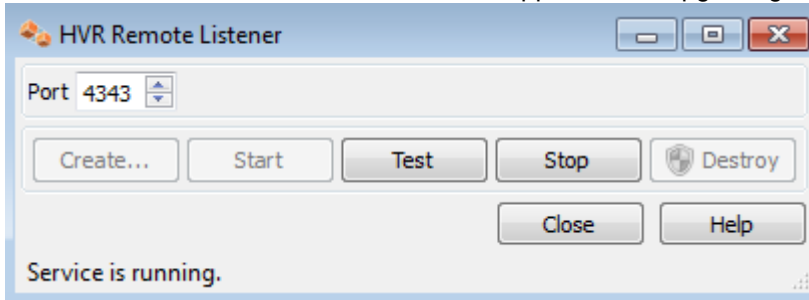 HVR Remote Listener
Port 4343
Create... Start Test Stop Destroy
Close Help
Service is running.